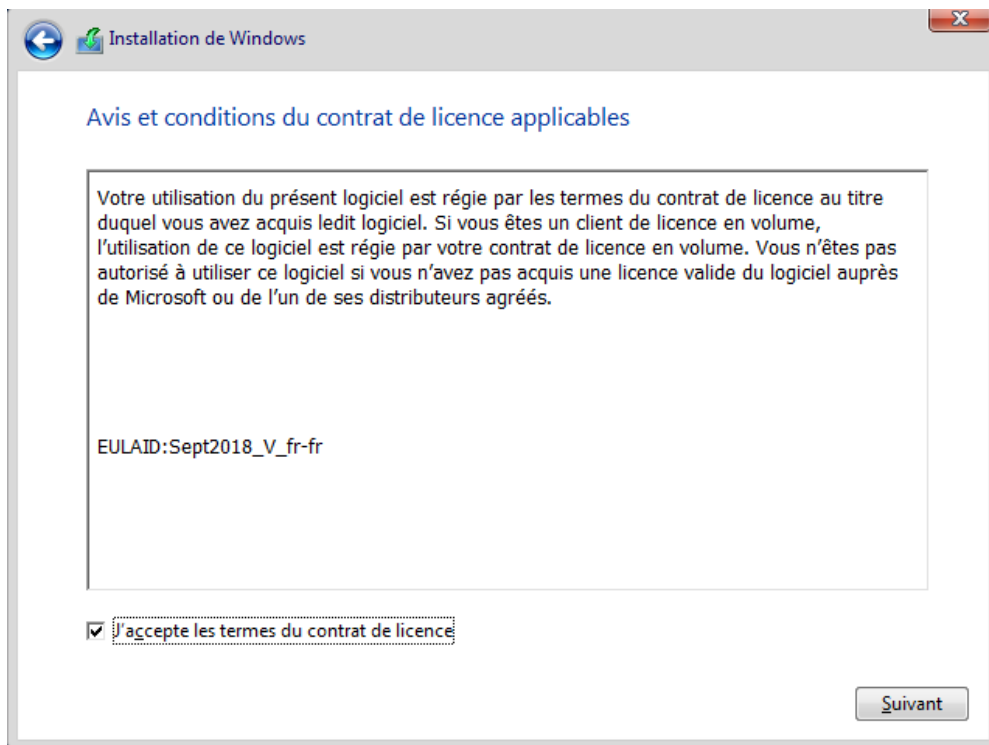 Installation de Windows
Avis et conditions du contrat de licence applicables
Votre utilisation du présent logiciel est régie par les termes du contrat de licence au titre
duquel vous avez acquis ledit logiciel. Si vous êtes un client de licence en volume,
l’utilisation de ce logiciel est régie par votre contrat de licence en volume. Vous n’êtes pas
autorisé à utiliser ce logiciel si vous n’avez pas acquis une licence valide du logiciel auprès
de Microsoft ou de l’un de ses distributeurs agréés.
EULAID:Sept2018_V_fr-fr
J'accepte les termes du contrat de licence
Suivant